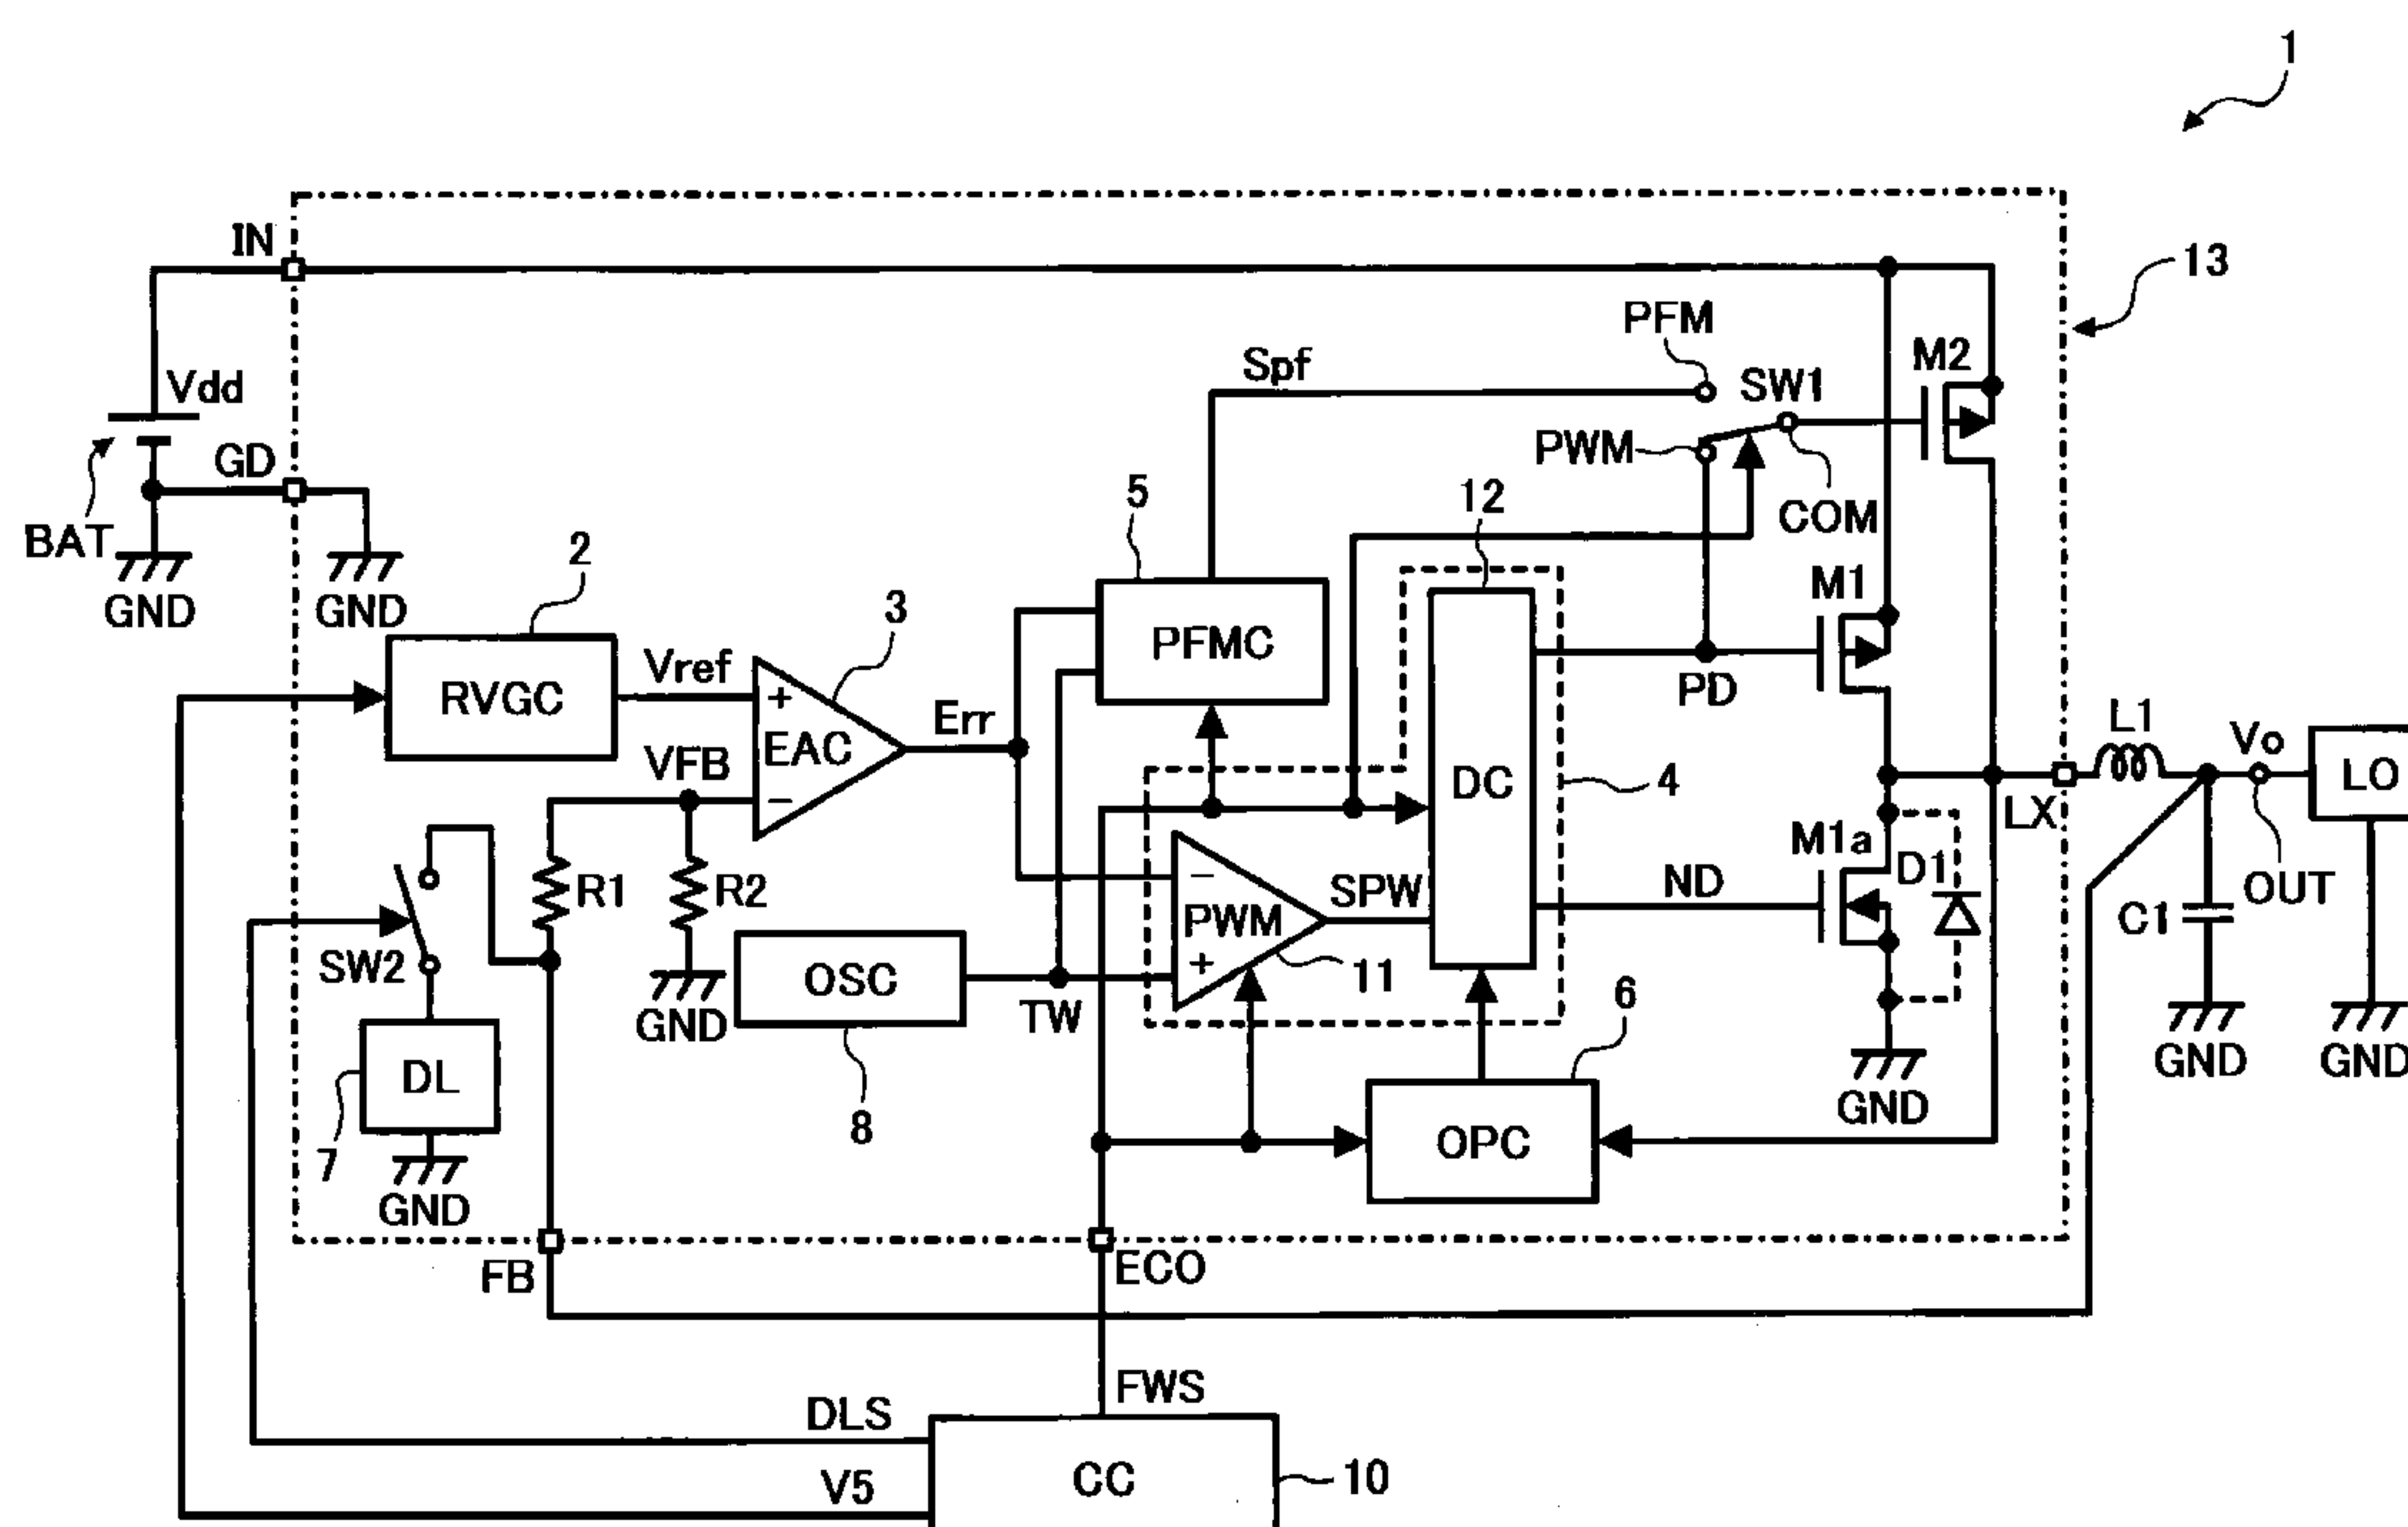 1
IN
13
PFM
M2
Spf
SW1
Vdd
PWM
GD
5
12
COM
BAT
2
M1
GND
GND
3
PFMC
Vref
RVGC
PD
L1
Err
Vo
EAC
VFB
DC
4
LO
LX
M1a
D1
SPW
ND
R1
R2
OUT
PWM
C1
SW2
OSC
11
6
TW
GND
DL
GND
GND
GND
8
OPC
7
GND
FB
ECO
FWS
DLS
CC
10
V5
+
−
−
+